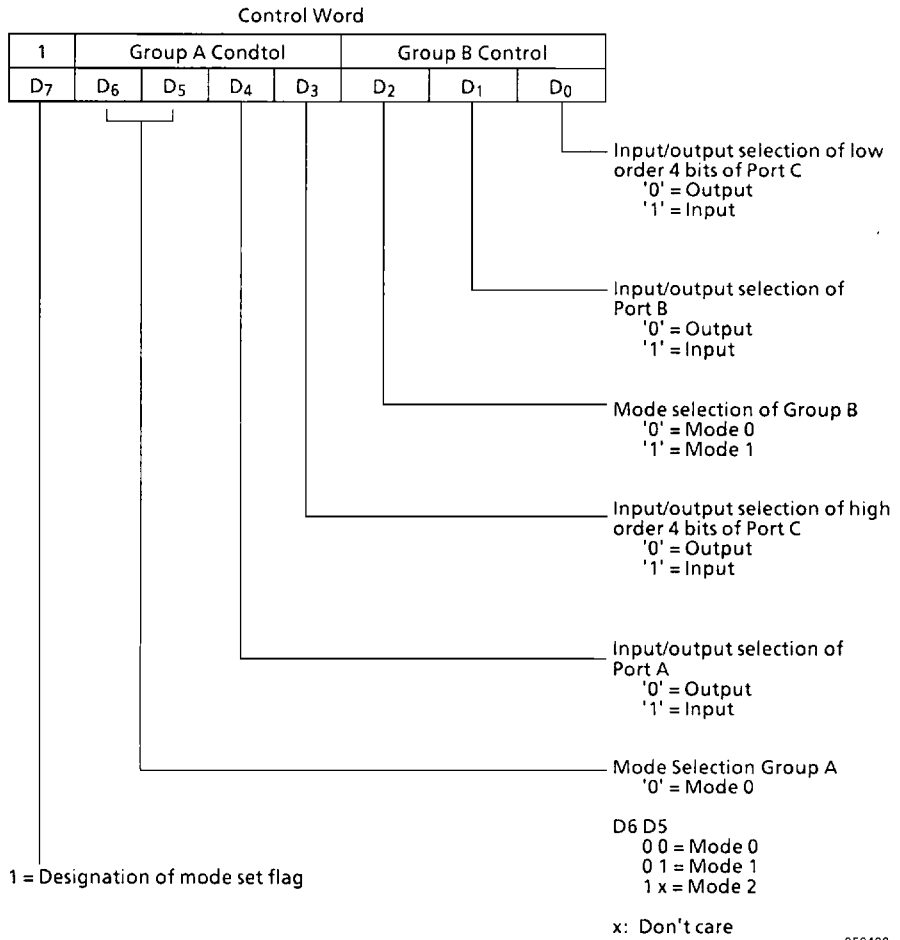 Control Word
1 Group A Condtol Group B Control
D7 D6 D5 D4 D3 D2 D1 D0
Input/output selection of low
order 4 bits of Port C
'0' = Output
'1' = Input
Input/output selection of
Port B
'0' = Output
'1' = Input
Mode selection of Group B
'0' = Mode 0
'1' = Mode 1
Input/output selection of high
order 4 bits of Port C
'0' = Output
'1' = Input
Input/output selection of
Port A
'0' = Output
'1' = Input
Mode Selection Group A
'0' = Mode 0
D6 D5
0 0 = Mode 0
0 1 = Mode 1
1 x = Mode 2
x: Don't care
1 = Designation of mode set flag